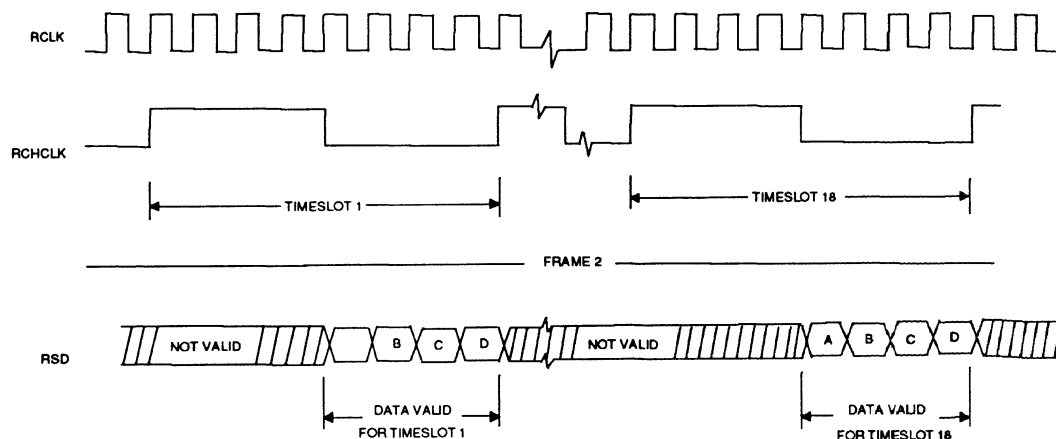 RCLK
RCHCLK
TIMESLOT 1
TIMESLOT 18
FRAME 2
RSD
NOT VALID
B
C
D
NOT VALID
A
B
C
D
DATA VALID
FOR TIMESLOT 1
DATA VALID
FOR TIMESLOT 18